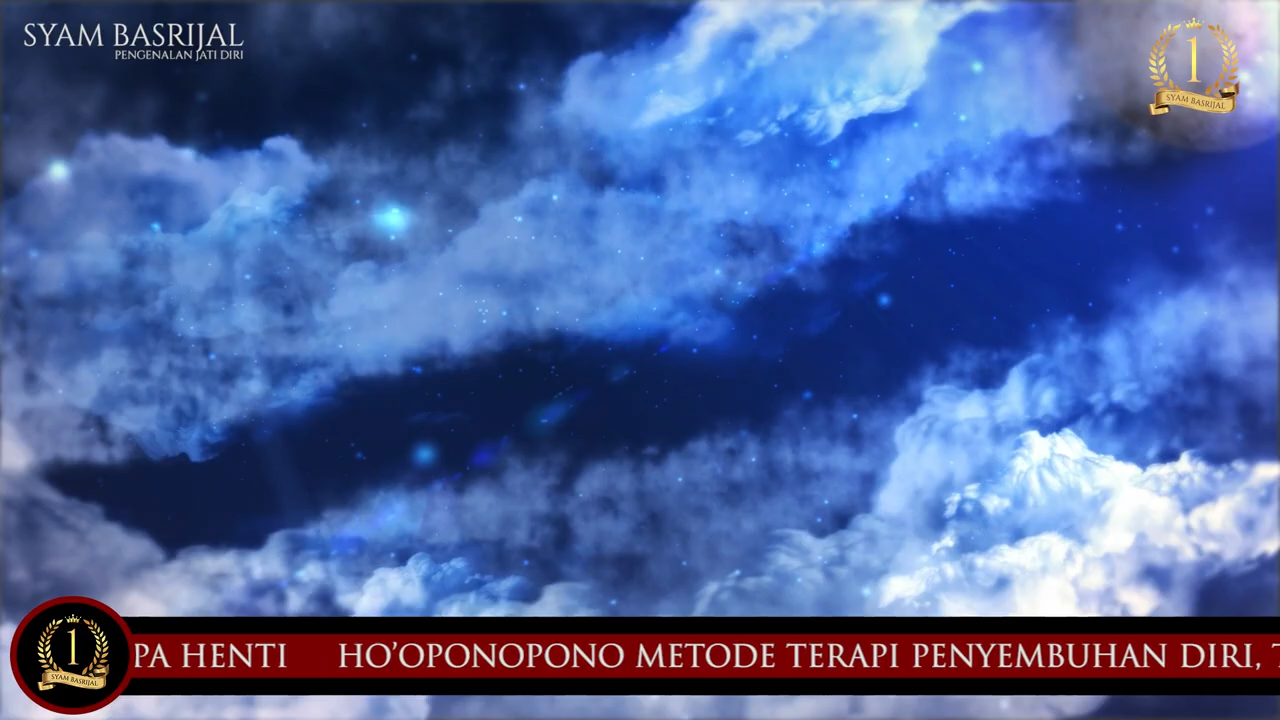 SYAM BASRIJAL
PENGENALAN JATI DIRI
1
SYAM BASRIJAL
1
SYAM BASRIJAL
PA HENTI HO'OPONOPONO METODE TERAPI PENYEMBUHAN DIRI,